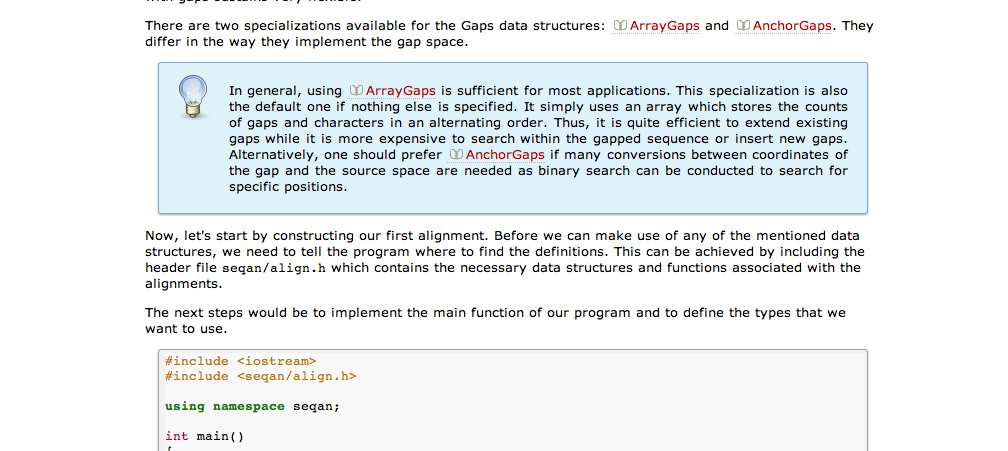 There are two specializations available for the Gaps data structures: ArrayGaps and AnchorGaps. They
differ in the way they implement the gap space.
In general, using ArrayGaps is sufficient for most applications. This specialization is also
the default one if nothing else is specified. It simply uses an array which stores the counts
of gaps and characters in an alternating order. Thus, it is quite efficient to extend existing
gaps while it is more expensive to search within the gapped sequence or insert new gaps.
Alternatively, one should prefer AnchorGaps if many conversions between coordinates of
the gap and the source space are needed as binary search can be conducted to search for
specific positions.
Now, let's start by constructing our first alignment. Before we can make use of any of the mentioned data
structures, we need to tell the program where to find the definitions. This can be achieved by including the
header file seqan/align.h which contains the necessary data structures and functions associated with the
alignments.
The next steps would be to implement the main function of our program and to define the types that we
want to use.
#include <iostream>
#include <seqan/align.h>
using namespace seqan;
int main()